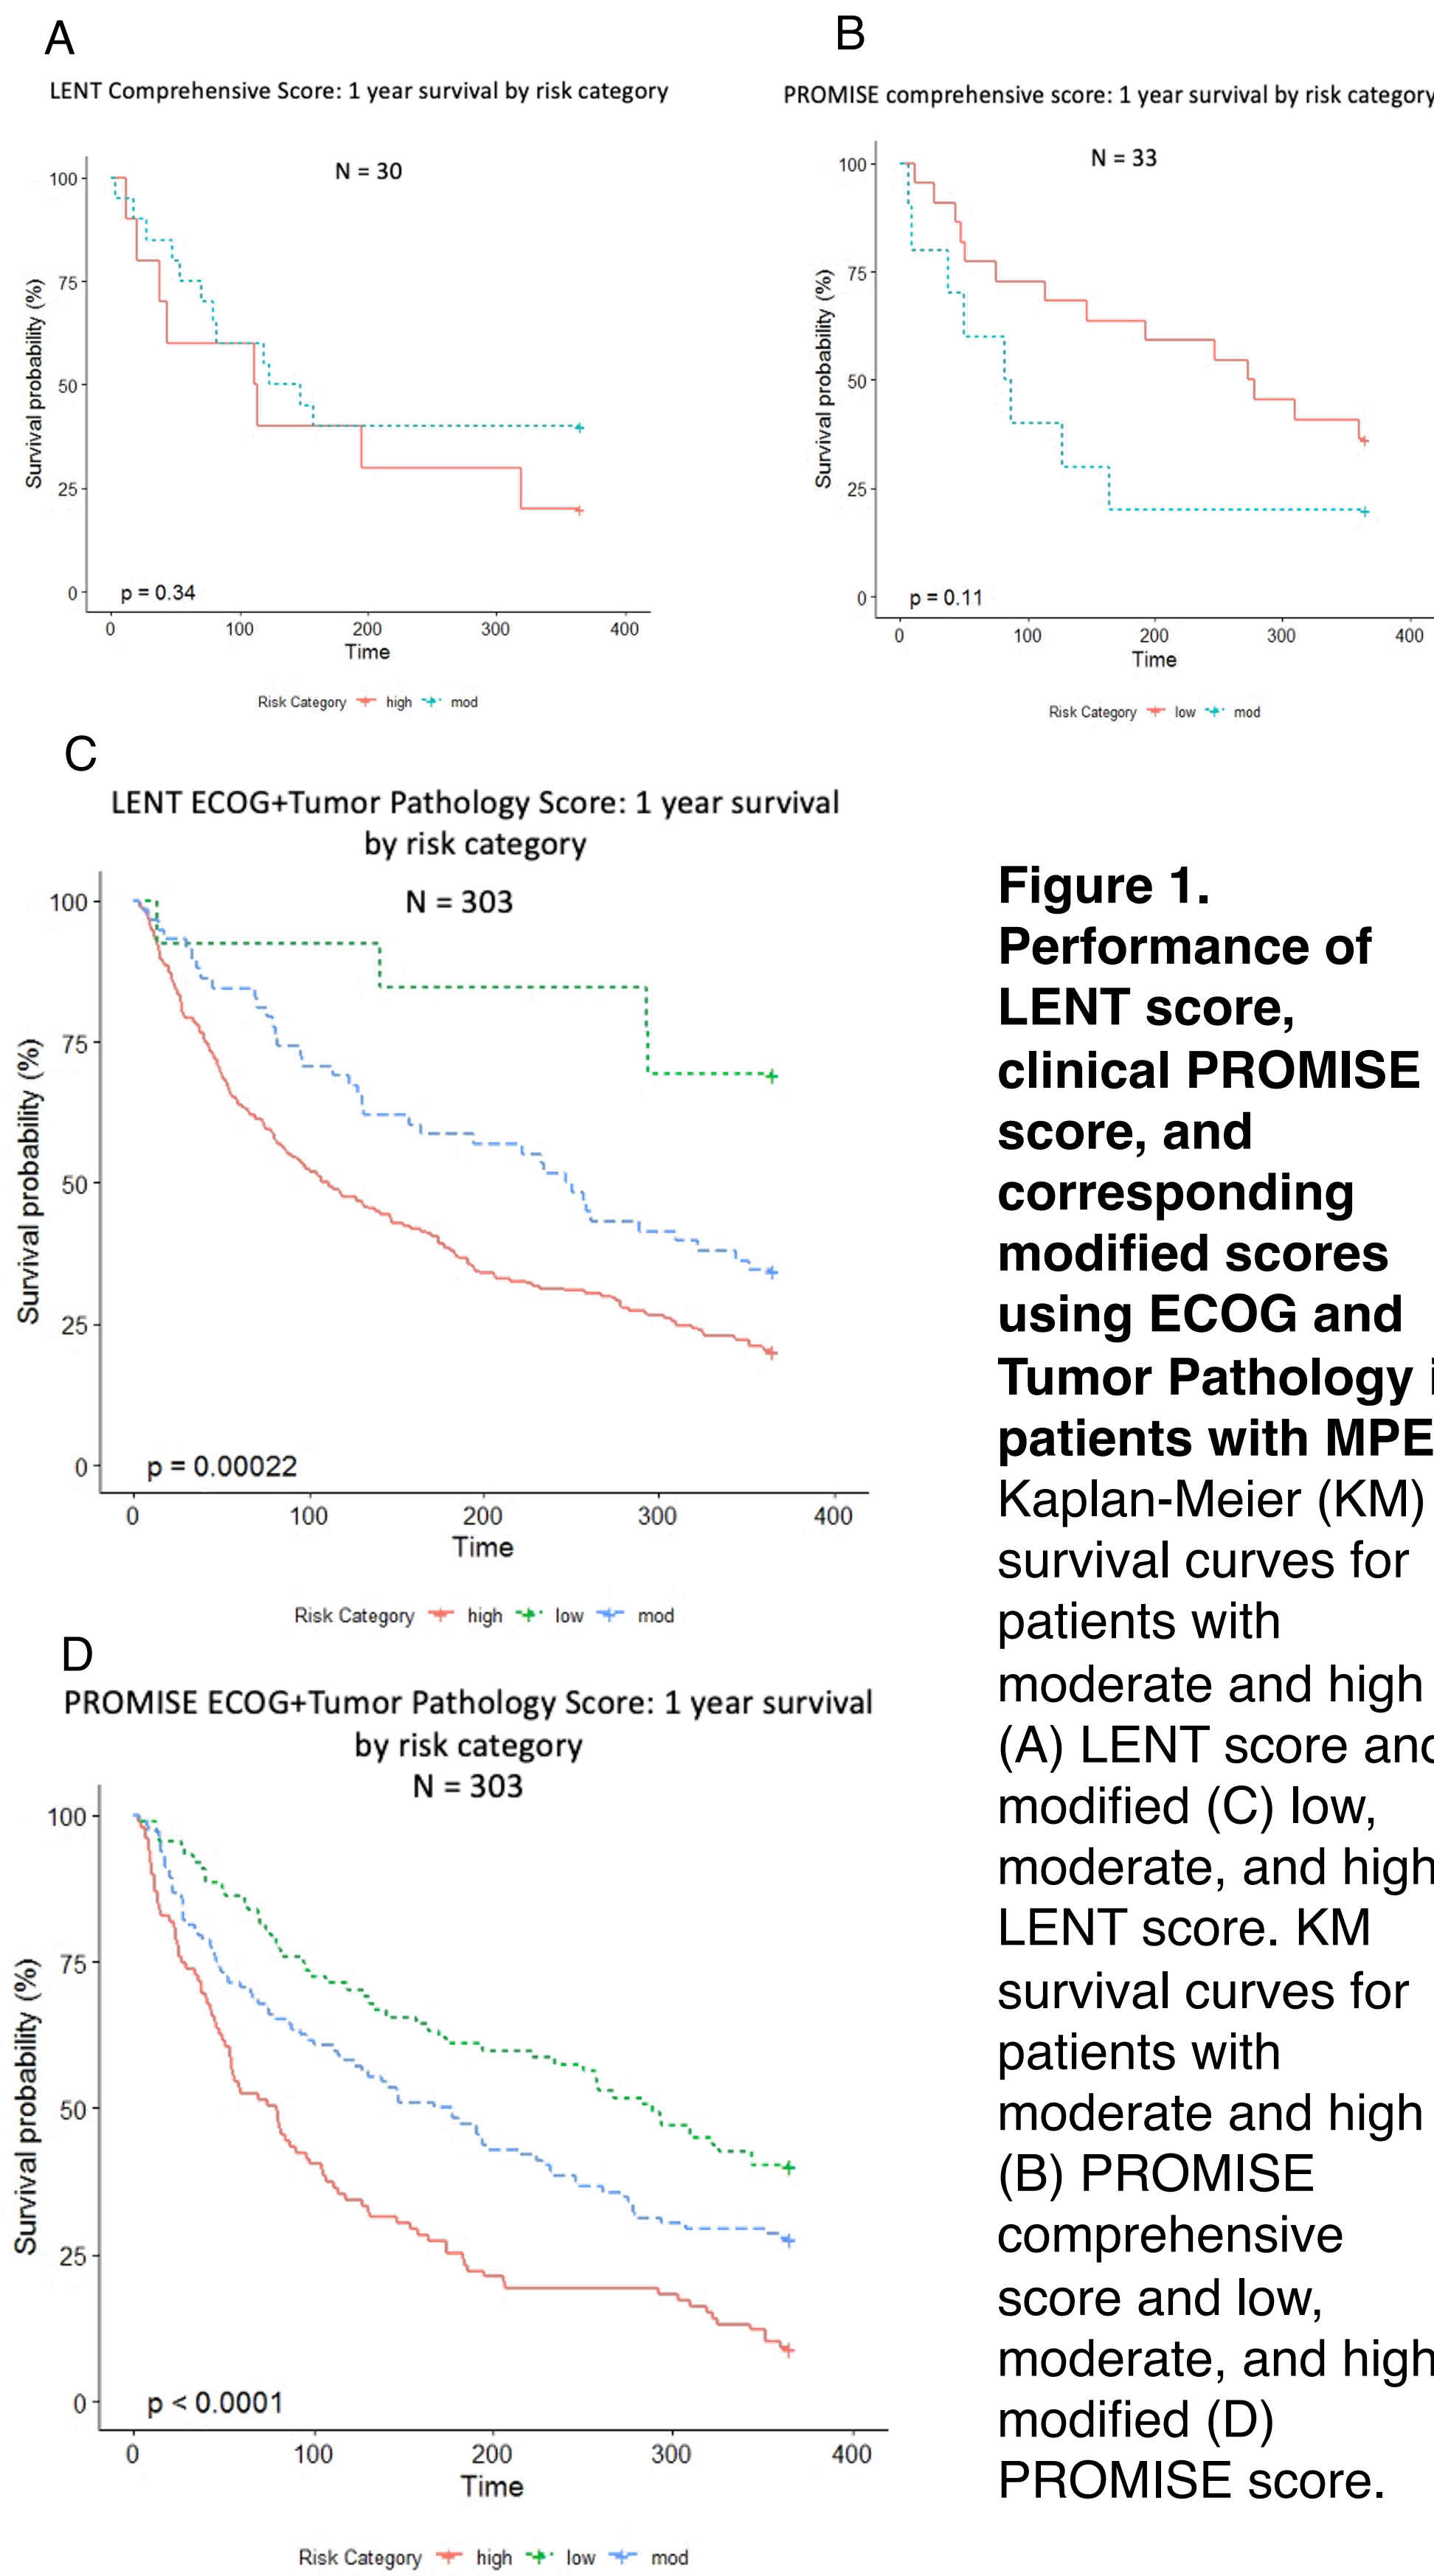 A
LENT Comprehensive Score: 1 year survival by risk category
N = 30
Survival probability (%)
100
75
50
25
0
p = 0.34
0 100 200 300 400
Time
Risk Category high mod
B
PROMISE comprehensive score: 1 year survival by risk category
N = 33
Survival probability (%)
100
75
50
25
0
p = 0.11
0 100 200 300 400
Time
Risk Category low mod
C
LENT ECOG+Tumor Pathology Score: 1 year survival
by risk category
N = 303
Survival probability (%)
100
75
50
25
0
p = 0.00022
0 100 200 300 400
Time
Risk Category high low mod
D
PROMISE ECOG+Tumor Pathology Score: 1 year survival
by risk category
N = 303
Survival probability (%)
100
75
50
25
0
p < 0.0001
0 100 200 300 400
Time
Risk Category high low mod
Figure 1.
Performance of
LENT score,
clinical PROMISE
score, and
corresponding
modified scores
using ECOG and
Tumor Pathology
patients with MPE
Kaplan-Meier (KM)
survival curves for
patients with
moderate and high
(A) LENT score and
modified (C) low,
moderate, and high
LENT score. KM
survival curves for
patients with
moderate and high
(B) PROMISE
comprehensive
score and low,
moderate, and high
modified (D)
PROMISE score.